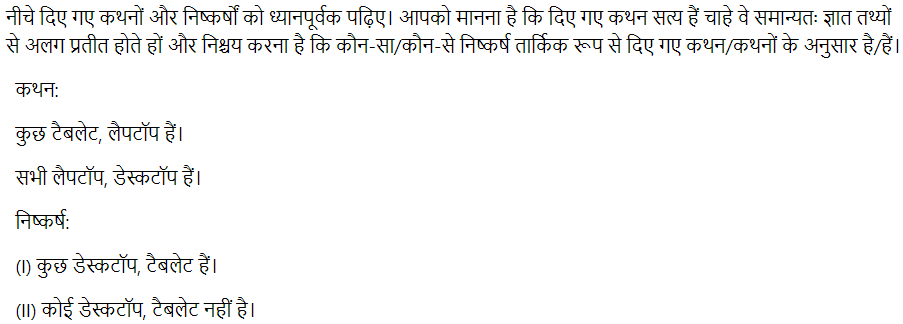 नीचे दिए गए कथनों और निष्कर्षों को ध्यानपूर्वक पढ़िए। आपको मानना है कि दिए गए कथन सत्य हैं चाहे वे समान्यतः ज्ञात तथ्यों
से अलग प्रतीत होते हों और निश्चय करना है कि कौन-सा/कौन-से निष्कर्ष तार्किक रूप से दिए गए कथन/कथनों के अनुसार है/हैं।
कथन:
कुछ टैबलेट, लैपटॉप हैं।
सभी लैपटॉप, डेस्कटॉप हैं।
निष्कर्ष:
(I) कुछ डेस्कटॉप, टैबलेट हैं।
(II) कोई डेस्कटॉप, टैबलेट नहीं है।